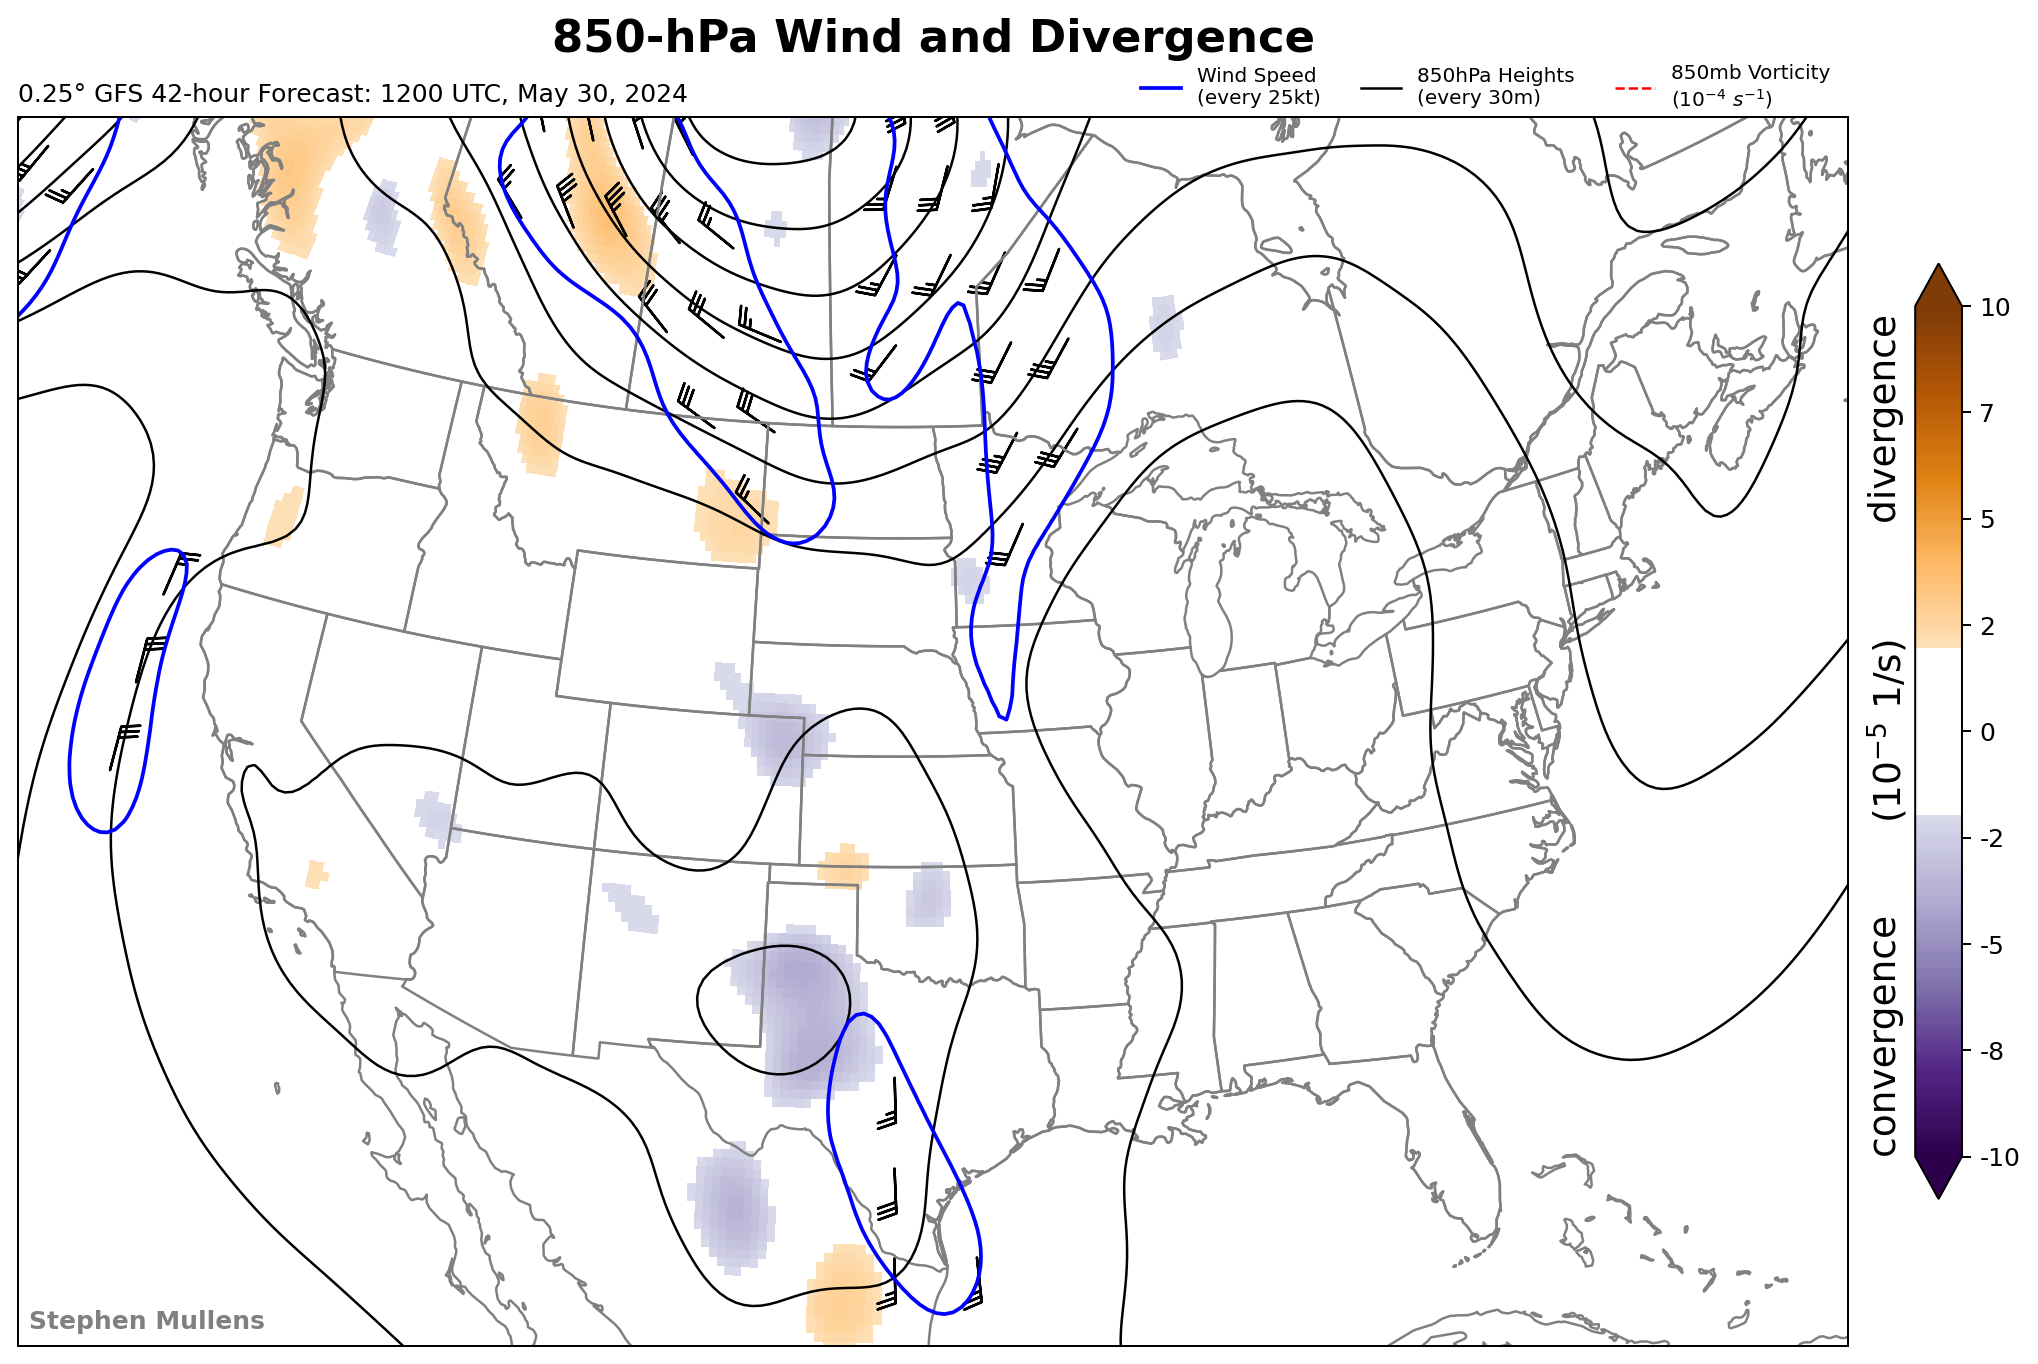 850-hPa Wind and Divergence
0.25° GFS 42-hour Forecast: 1200 UTC, May 30, 2024
Wind Speed
(every 25kt)
850hPa Heights
(every 30m)
850mb Vorticity
(10⁻⁴ s⁻¹)
10
7
5
2
0
-2
-5
-8
-10
divergence
(10⁻⁵ 1/s)
convergence
Stephen Mullens